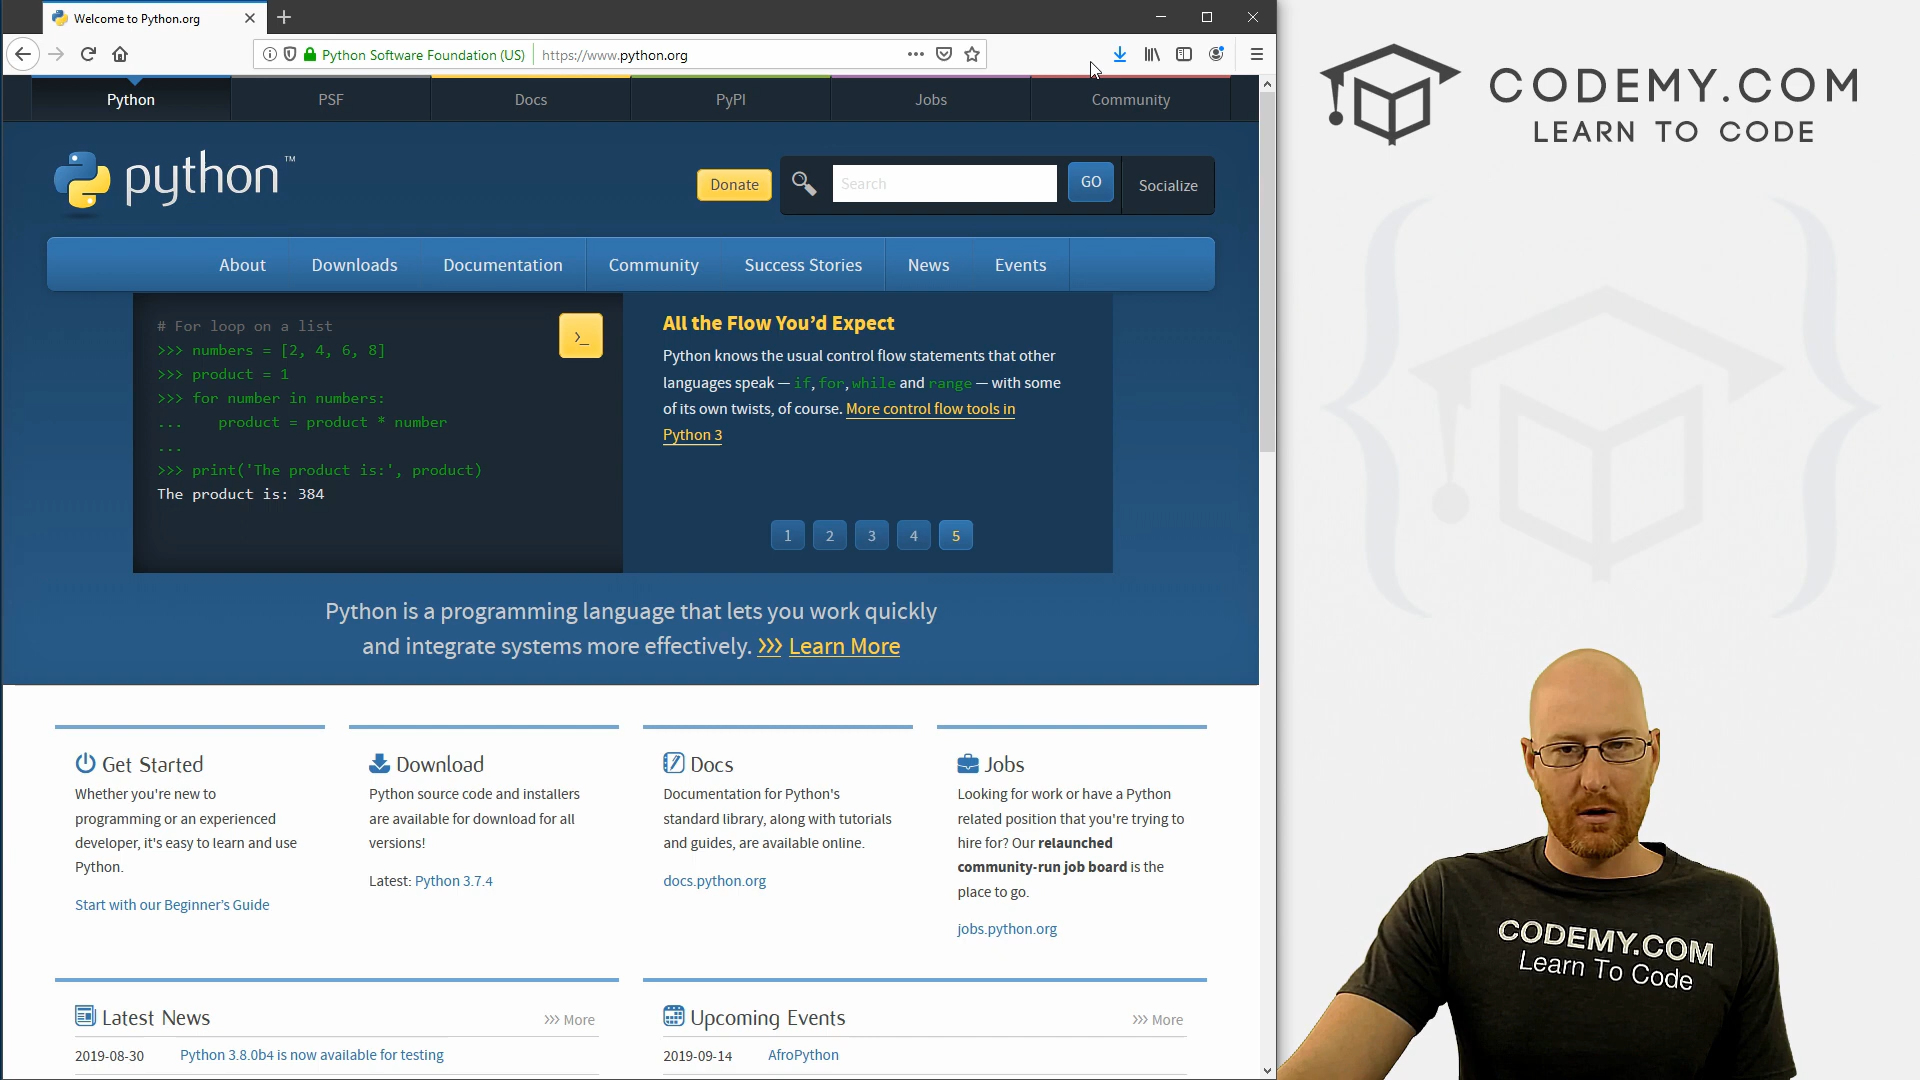 Welcome to Python.org
Python Software Foundation (US)
https://www.python.org
Python
PSF
Docs
PyPI
Jobs
Community
python™
Donate
Search
GO
Socialize
About
Downloads
Documentation
Community
Success Stories
News
Events
# For loop on a list
>>> numbers = [2, 4, 6, 8]
>>> product = 1
>>> for number in numbers:
...    product = product * number
...
>>> print('The product is:', product)
The product is: 384
>_
All the Flow You’d Expect
Python knows the usual control flow statements that other
languages speak — if, for, while and range — with some
of its own twists, of course. More control flow tools in
Python 3
1
2
3
4
5
Python is a programming language that lets you work quickly
and integrate systems more effectively. >>> Learn More
Get Started
Whether you're new to
programming or an experienced
developer, it's easy to learn and use
Python.
Start with our Beginner’s Guide
Download
Python source code and installers
are available for download for all
versions!
Latest: Python 3.7.4
Docs
Documentation for Python's
standard library, along with tutorials
and guides, are available online.
docs.python.org
Jobs
Looking for work or have a Python
related position that you're trying to
hire for? Our relaunched
community-run job board is the
place to go.
jobs.python.org
Latest News
>>> More
2019-08-30 Python 3.8.0b4 is now available for testing
Upcoming Events
>>> More
2019-09-14 AfroPython
CODEMY.COM
LEARN TO CODE
CODEMY.COM
Learn To Code